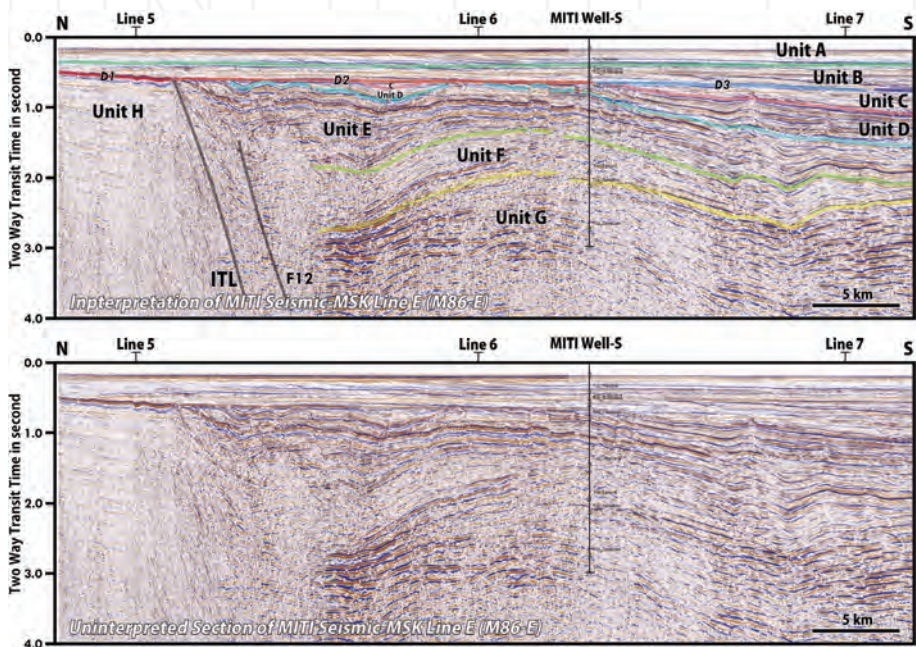 N Line 5 Line 6 MITI Well-S Line 7 S
0.0
Unit A
D1 D2 D3 Unit B
Unit D
1.0
Unit C
Unit H
Unit E
Unit D
Unit F
2.0
Unit G
3.0
ITL F12
Inpterpretation of MITI Seismic MSK Line E (M86-E)
5 km
4.0
Two Way Transit Time in second
N Line 5 Line 6 MITI Well-S Line 7 S
0.0
1.0
2.0
3.0
Uninterpreted Section of MITI Seismic MSK Line E (M86-E)
5 km
4.0
Two Way Transit Time in second